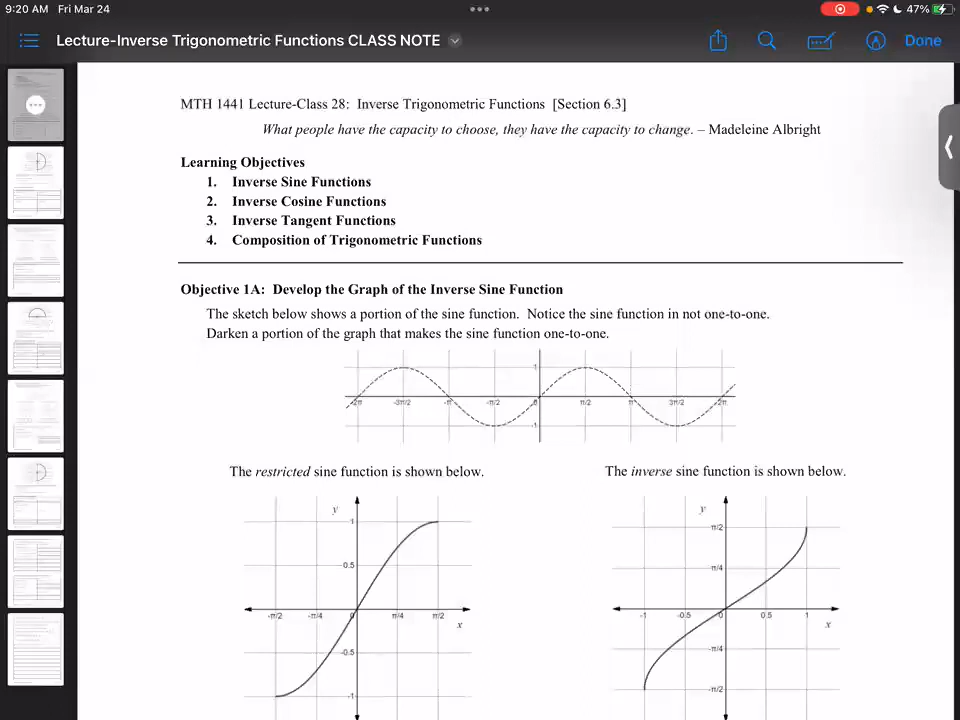 9:20 AM Fri Mar 24
47%
Lecture-Inverse Trigonometric Functions CLASS NOTE
Done
MTH 1441 Lecture-Class 28: Inverse Trigonometric Functions [Section 6.3]
What people have the capacity to choose, they have the capacity to change. – Madeleine Albright
Learning Objectives
1. Inverse Sine Functions
2. Inverse Cosine Functions
3. Inverse Tangent Functions
4. Composition of Trigonometric Functions
Objective 1A: Develop the Graph of the Inverse Sine Function
The sketch below shows a portion of the sine function. Notice the sine function in not one-to-one.
Darken a portion of the graph that makes the sine function one-to-one.
1
-2π -3π/2 -π -π/2 0 π/2 π 3π/2 2π
-1
The restricted sine function is shown below.
y
1
0.5
-π/2 -π/4 0 π/4 π/2
x
-0.5
-1
The inverse sine function is shown below.
y
π/2
π/4
-1 -0.5 0 0.5 1
x
-π/4
-π/2